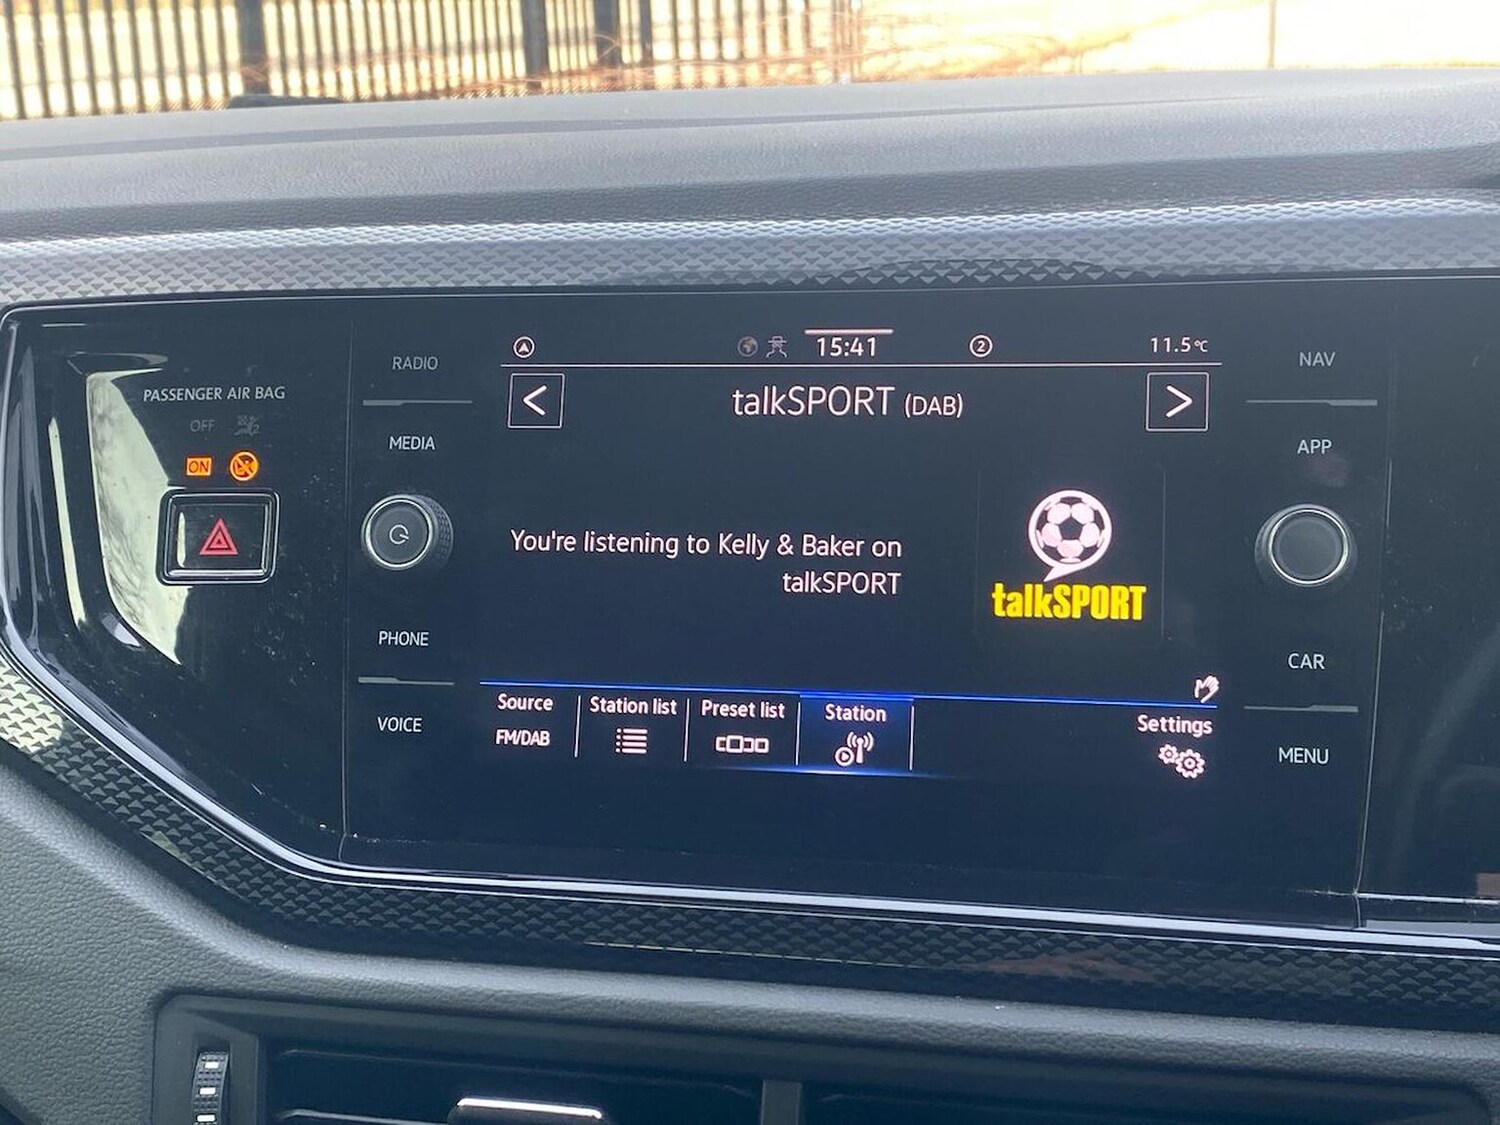 PASSENGER AIR BAG
OFF
ON
RADIO
MEDIA
PHONE
VOICE
15:41
2
11.5°C
<
talkSPORT (DAB)
>
You're listening to Kelly & Baker on
talkSPORT
talkSPORT
Source
FM/DAB
Station list
Preset list
Station
Settings
NAV
APP
CAR
MENU